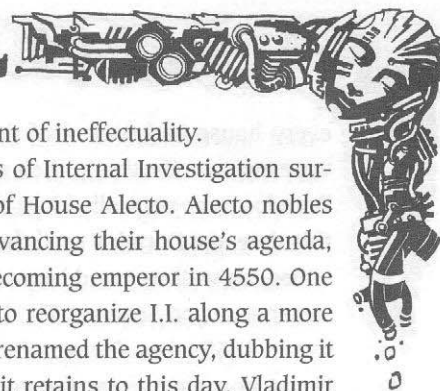 nt of ineffectuality.
s of Internal Investigation sur-
of House Alecto. Alecto nobles
vancing their house's agenda,
ecoming emperor in 4550. One
to reorganize I.I. along a more
renamed the agency, dubbing it
it retains to this day. Vladimir